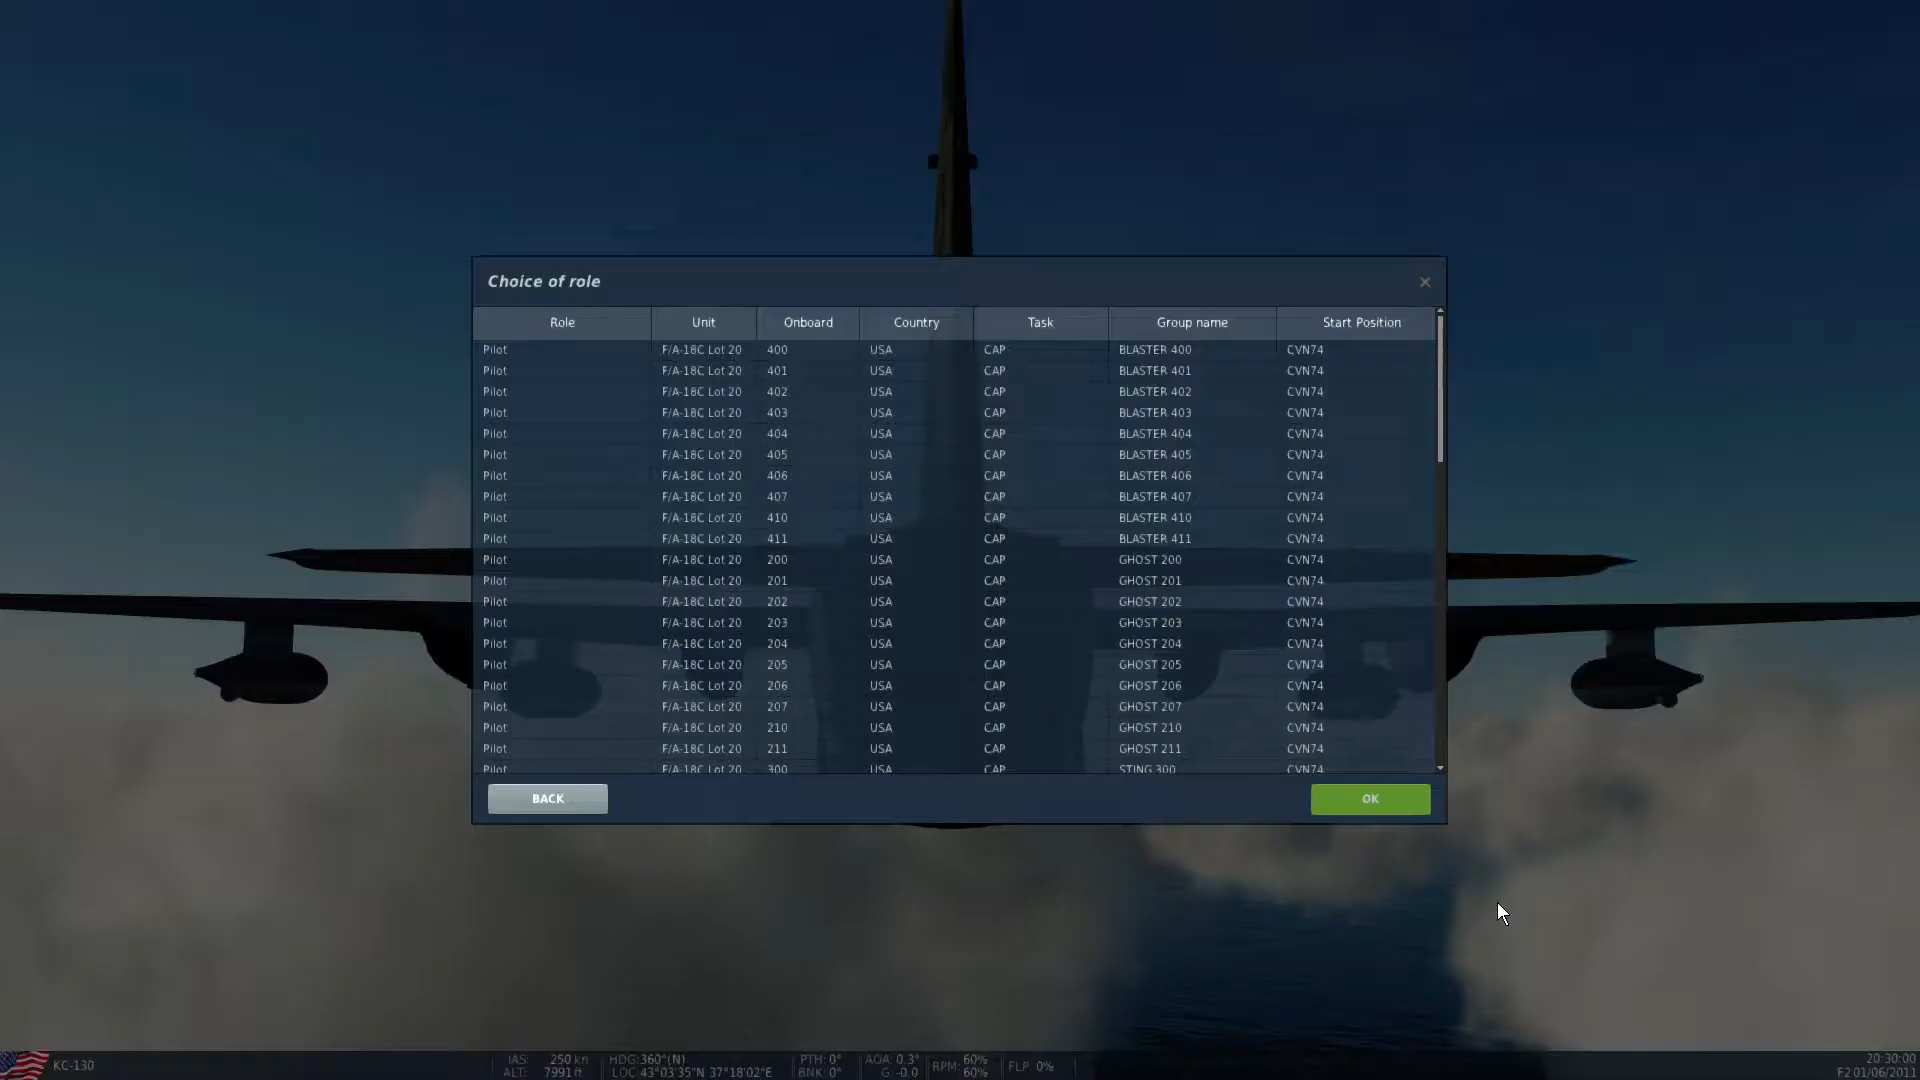 Choice of role
×
Role Unit Onboard Country Task Group name Start Position
Pilot F/A-18C Lot 20 400 USA CAP BLASTER 400 CVN74
Pilot F/A-18C Lot 20 401 USA CAP BLASTER 401 CVN74
Pilot F/A-18C Lot 20 402 USA CAP BLASTER 402 CVN74
Pilot F/A-18C Lot 20 403 USA CAP BLASTER 403 CVN74
Pilot F/A-18C Lot 20 404 USA CAP BLASTER 404 CVN74
Pilot F/A-18C Lot 20 405 USA CAP BLASTER 405 CVN74
Pilot F/A-18C Lot 20 406 USA CAP BLASTER 406 CVN74
Pilot F/A-18C Lot 20 407 USA CAP BLASTER 407 CVN74
Pilot F/A-18C Lot 20 410 USA CAP BLASTER 410 CVN74
Pilot F/A-18C Lot 20 411 USA CAP BLASTER 411 CVN74
Pilot F/A-18C Lot 20 200 USA CAP GHOST 200 CVN74
Pilot F/A-18C Lot 20 201 USA CAP GHOST 201 CVN74
Pilot F/A-18C Lot 20 202 USA CAP GHOST 202 CVN74
Pilot F/A-18C Lot 20 203 USA CAP GHOST 203 CVN74
Pilot F/A-18C Lot 20 204 USA CAP GHOST 204 CVN74
Pilot F/A-18C Lot 20 205 USA CAP GHOST 205 CVN74
Pilot F/A-18C Lot 20 206 USA CAP GHOST 206 CVN74
Pilot F/A-18C Lot 20 207 USA CAP GHOST 207 CVN74
Pilot F/A-18C Lot 20 210 USA CAP GHOST 210 CVN74
Pilot F/A-18C Lot 20 211 USA CAP GHOST 211 CVN74
Pilot F/A-18C Lot 20 300 USA CAP STING 300 CVN74
BACK OK
KC-130
IAS: 250 kn HDG:360°(N) PTH: 0° AOA: 0.3° RPM: 60% FLP: 0% 20:30:00
ALT: 7991 ft LOC 43°03'35"N 37°18'02"E BNK: 0° G: -0.0 60% F2 01/06/2011